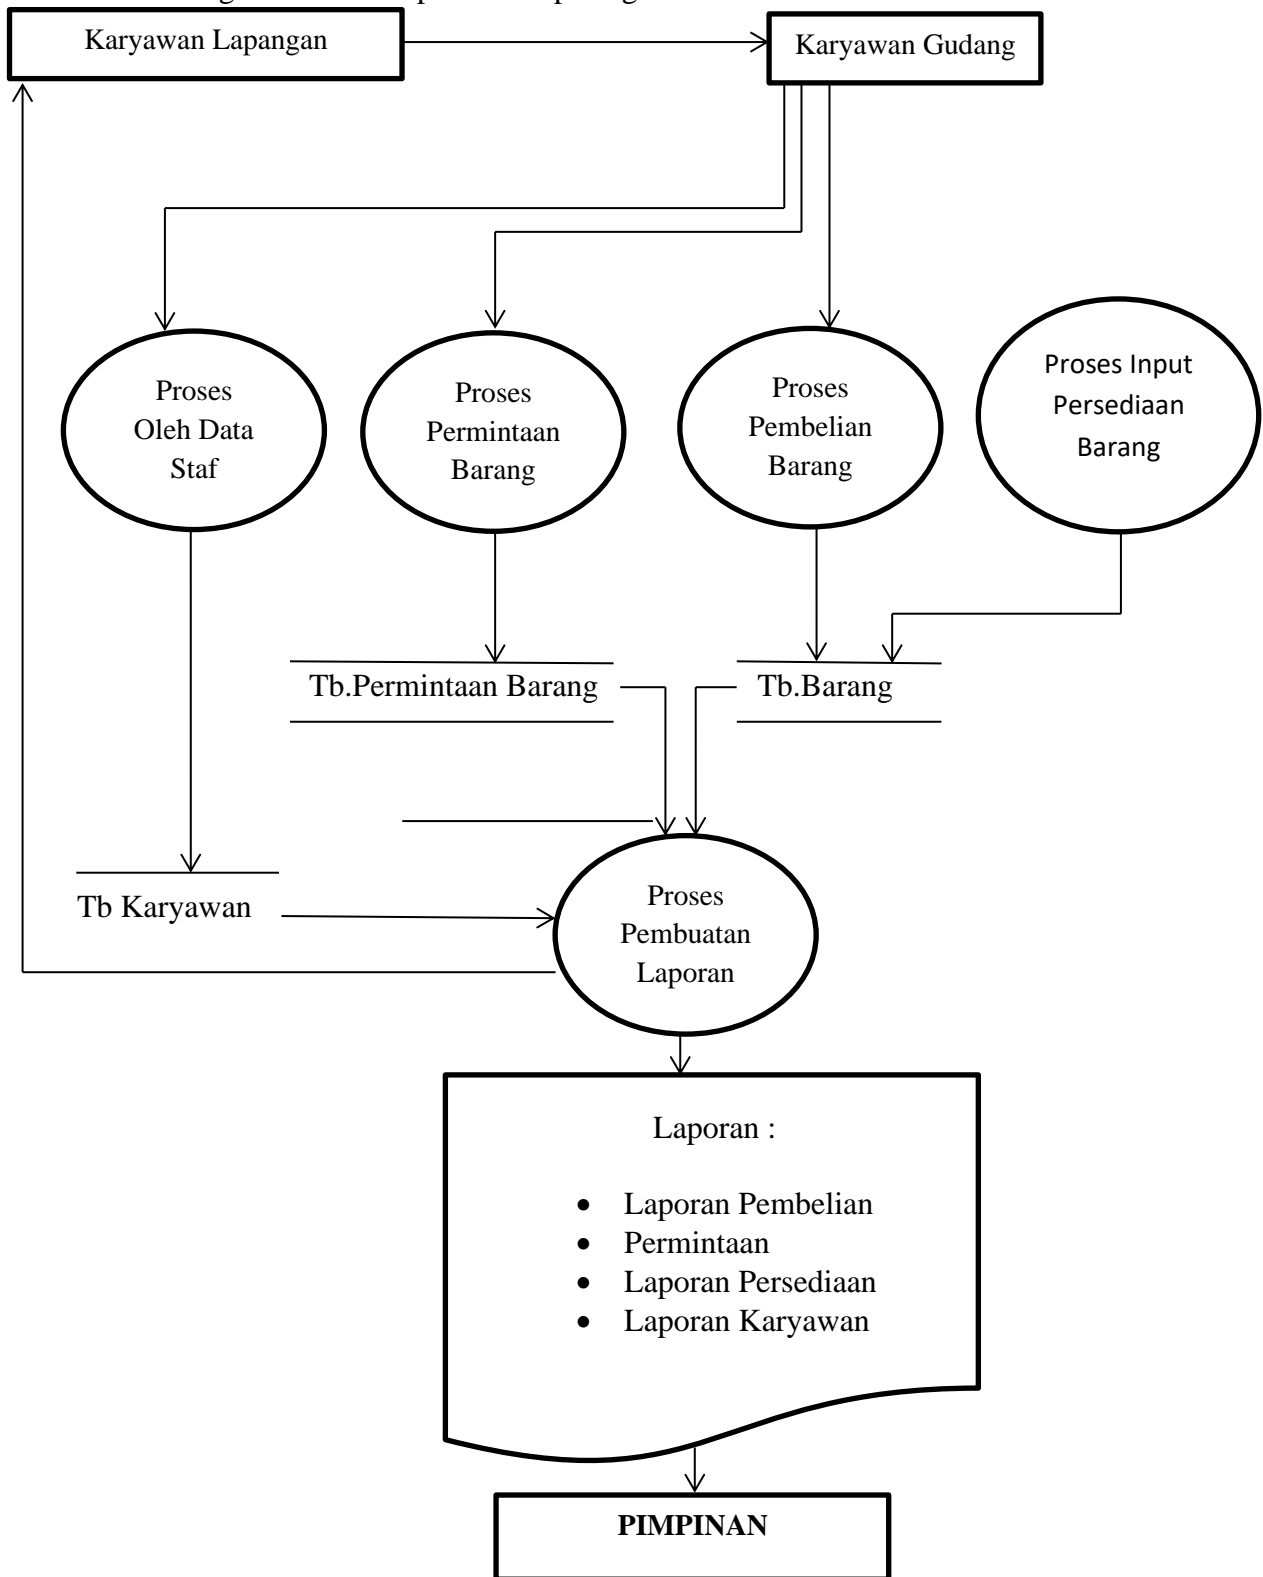 Karyawan Lapangan
Karyawan Gudang
Proses
Oleh Data
Staf
Proses
Permintaan
Barang
Proses
Pembelian
Barang
Proses Input
Persediaan
Barang
Tb.Permintaan Barang
Tb.Barang
Tb Karyawan
Proses
Pembuatan
Laporan
Laporan :
• Laporan Pembelian
• Permintaan
• Laporan Persediaan
• Laporan Karyawan
PIMPINAN